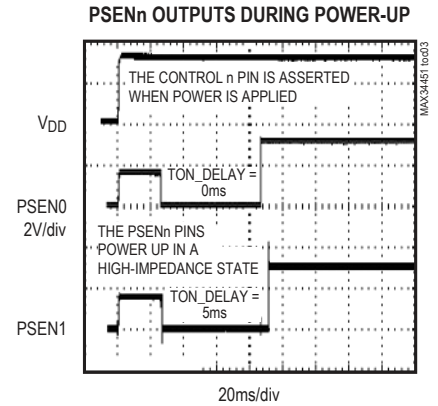 PSENn OUTPUTS DURING POWER-UP
MAX34451 toc03
THE CONTROL n PIN IS ASSERTED
WHEN POWER IS APPLIED
VDD
TON_DELAY =
0ms
PSEN0
2V/div
THE PSENn PINS
POWER UP IN A
HIGH-IMPEDANCE STATE
TON_DELAY =
5ms
PSEN1
20ms/div